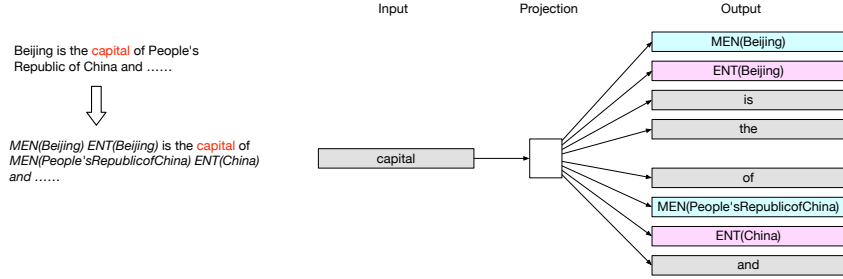 Input
Projection
Output
Beijing is the capital of People's
Republic of China and ......
MEN(Beijing) ENT(Beijing) is the capital of
MEN(People'sRepublicofChina) ENT(China)
and ......
capital
MEN(Beijing)
ENT(Beijing)
is
the
of
MEN(People'sRepublicofChina)
ENT(China)
and